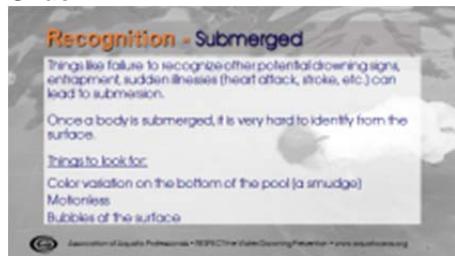 Recognition - Submerged
Things like failure to recognize other potential drowning signs,
entrapment, sudden illnesses (heart attack, stroke, etc.) can
lead to submersion.
Once a body is submerged, it is very hard to identify from the
surface.
Things to look for:
Color variation on the bottom of the pool (a smudge)
Motionless
Bubbles at the surface
Association of Aquatic Professionals •